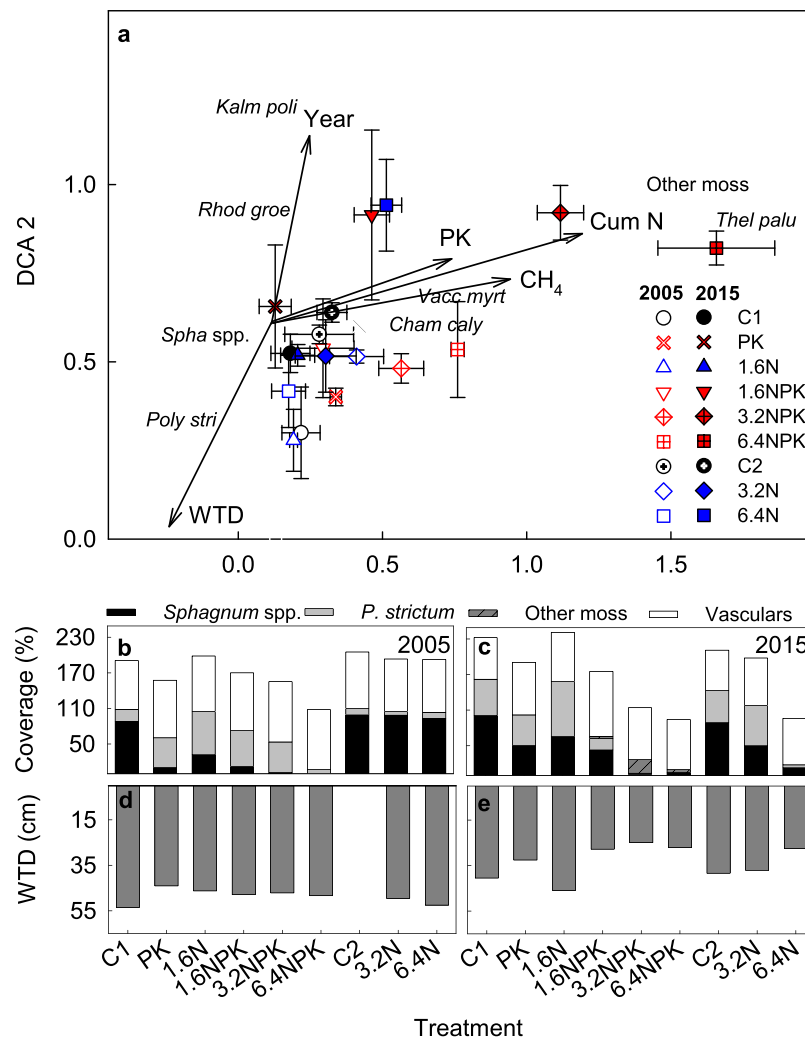 a
Kalm poli
Year
Rhod groe
Other moss
Thel palu
Cum N
PK
CH4
Vacc myrt
Cham caly
Spha spp.
Poly stri
WTD
DCA 2
1.0
0.5
0.0
0.0 0.5 1.0 1.5
2005 2015
C1
PK
1.6N
1.6NPK
3.2NPK
6.4NPK
C2
3.2N
6.4N
Sphagnum spp. P. strictum Other moss Vasculars
b 2005
c 2015
Coverage (%)
230
170
110
50
d
e
WTD (cm)
15
35
55
C1 PK 1.6N 1.6NPK 3.2NPK 6.4NPK C2 3.2N 6.4N
C1 PK 1.6N 1.6NPK 3.2NPK 6.4NPK C2 3.2N 6.4N
Treatment